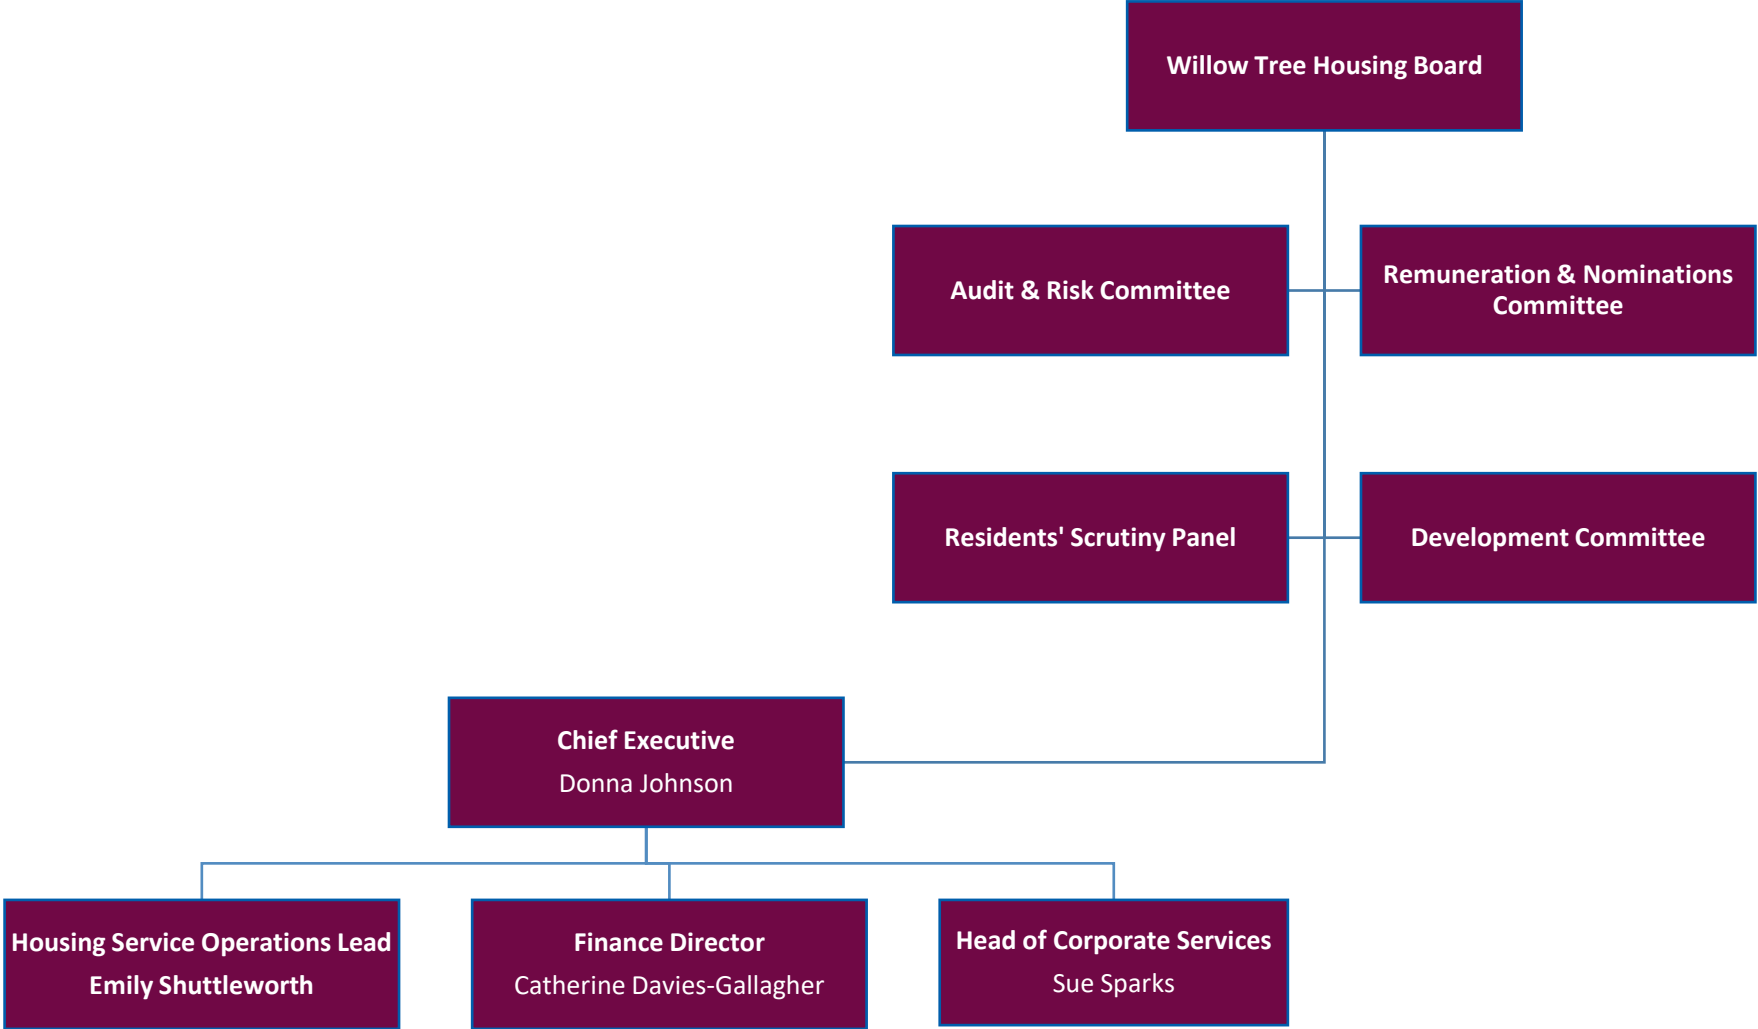 Willow Tree Housing Board
Audit & Risk Committee
Remuneration & Nominations
Committee
Residents' Scrutiny Panel
Development Committee
Chief Executive
Donna Johnson
Housing Service Operations Lead
Emily Shuttleworth
Finance Director
Catherine Davies-Gallagher
Head of Corporate Services
Sue Sparks